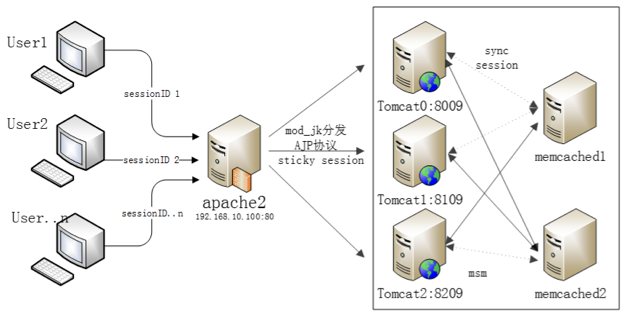 User1
sessionID 1
User2
sessionID 2
User..n
sessionID..n
apache2
192.168.10.100:80
mod_jk分发
AJP协议
sticky session
Tomcat0:8009
Tomcat1:8109
Tomcat2:8209
sync
session
memcached1
msm
memcached2